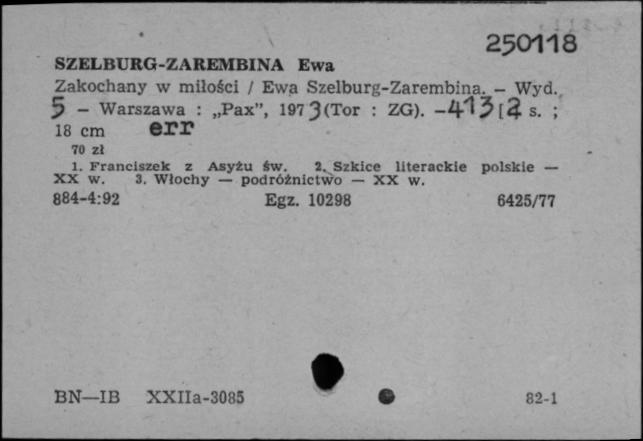 250118
SZELBURG-ZAREMBINA Ewa
Zakochany w miłości / Ewa Szelburg-Zarembina. — Wyd.
5 — Warszawa : „Pax”, 1973 (Tor : ZG). — 413[2 s. ;
18 cm err
70 zł
1. Franciszek z Asyżu św. 2. Szkice literackie polskie —
XX w. 3. Włochy — podróżnictwo — XX w.
884-4:92 Egz. 10298 6425/77
BN—IB XXIIa-3085 82-1